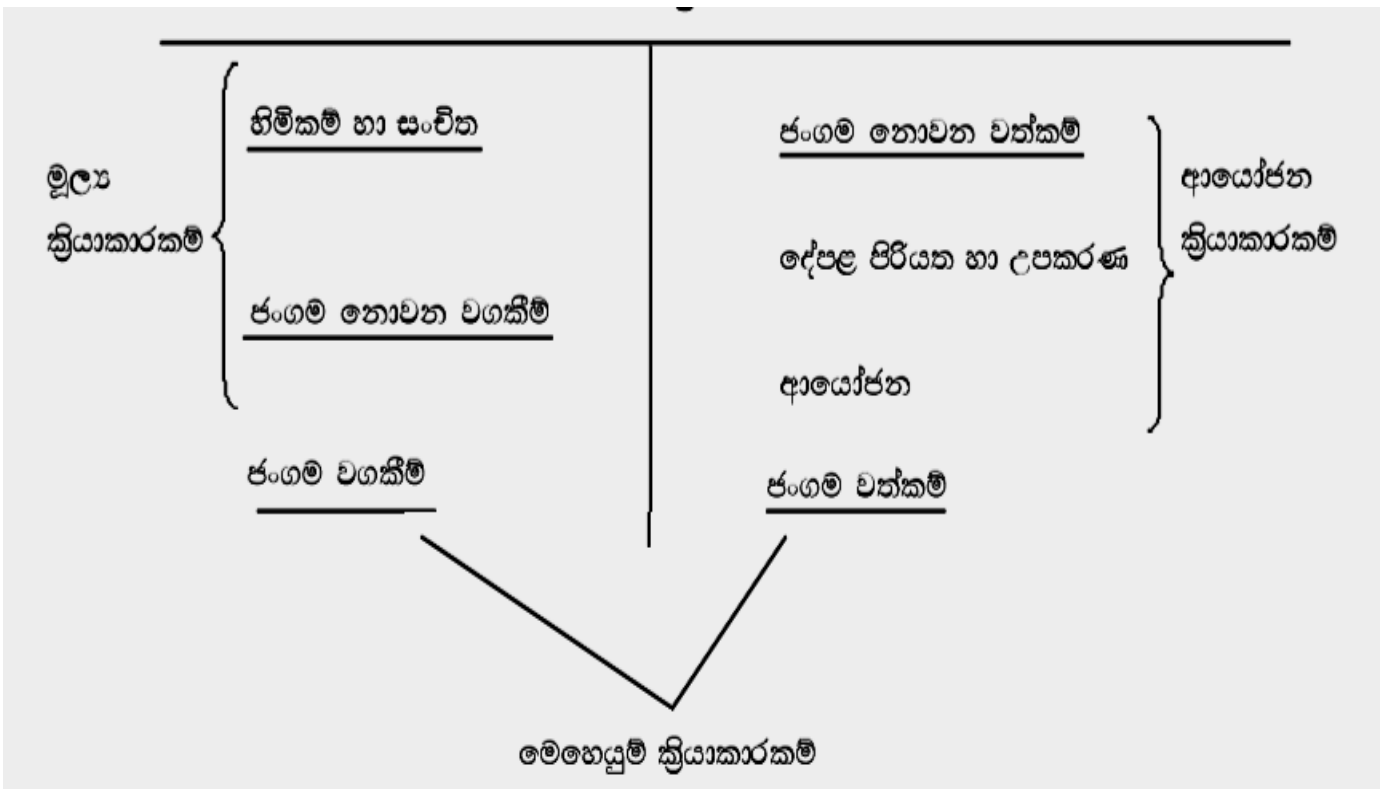 හිමිකම් හා සංචිත
මූල්‍ය
ක්‍රියාකාරකම්
ජංගම නොවන වගකීම්
ජංගම වගකීම්
ජංගම නොවන වත්කම්
ආයෝජන
ක්‍රියාකාරකම්
දේපළ පිරියත හා උපකරණ
ආයෝජන
ජංගම වත්කම්
මෙහෙයුම් ක්‍රියාකාරකම්